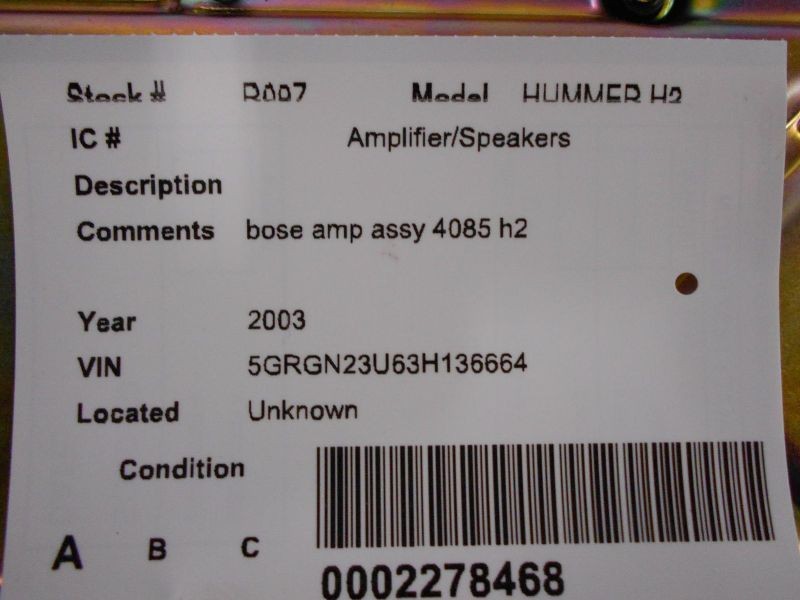 Stock # R007 Model HUMMER H2
IC # Amplifier/Speakers
Description
Comments bose amp assy 4085 h2
Year 2003
VIN 5GRGN23U63H136664
Located Unknown
Condition
A B C
0002278468